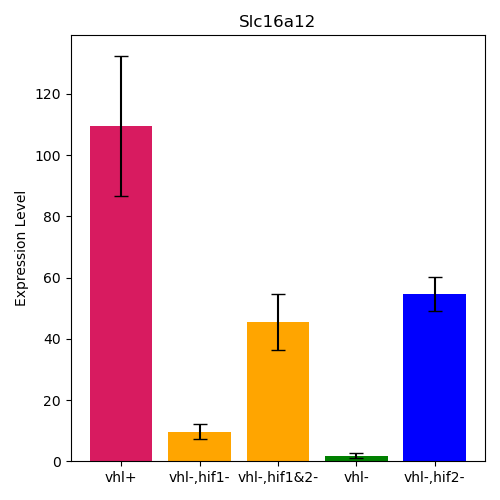 Slc16a12
Expression Level
120
100
80
60
40
20
0
vhl+
vhl-,hif1-
vhl-,hif1&2-
vhl-
vhl-,hif2-